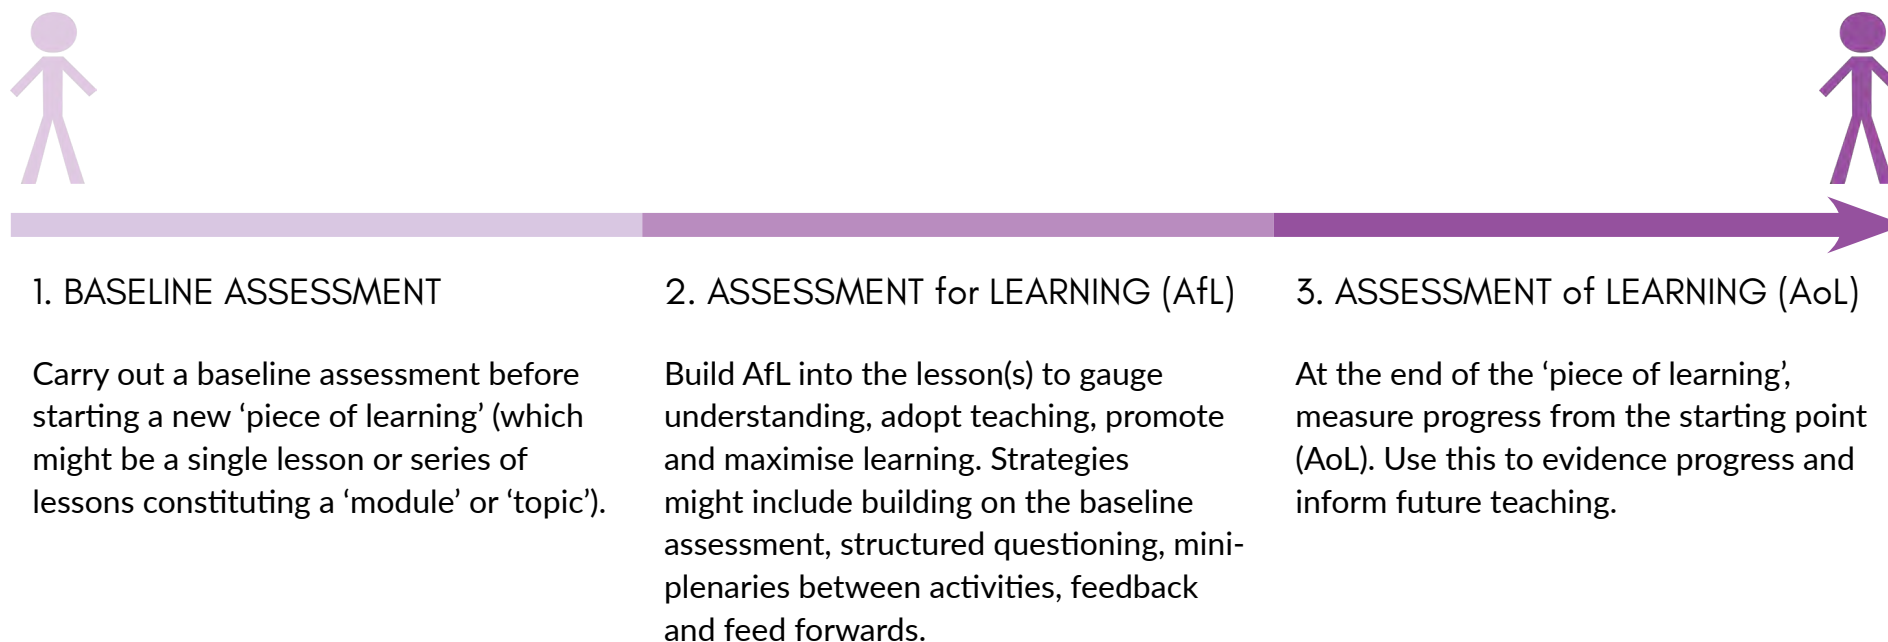 1. BASELINE ASSESSMENT
Carry out a baseline assessment before
starting a new ‘piece of learning’ (which
might be a single lesson or series of
lessons constituting a ‘module’ or ‘topic’).
2. ASSESSMENT for LEARNING (AfL)
Build AfL into the lesson(s) to gauge
understanding, adopt teaching, promote
and maximise learning. Strategies
might include building on the baseline
assessment, structured questioning, mini-
plenaries between activities, feedback
and feed forwards.
3. ASSESSMENT of LEARNING (AoL)
At the end of the ‘piece of learning’,
measure progress from the starting point
(AoL). Use this to evidence progress and
inform future teaching.